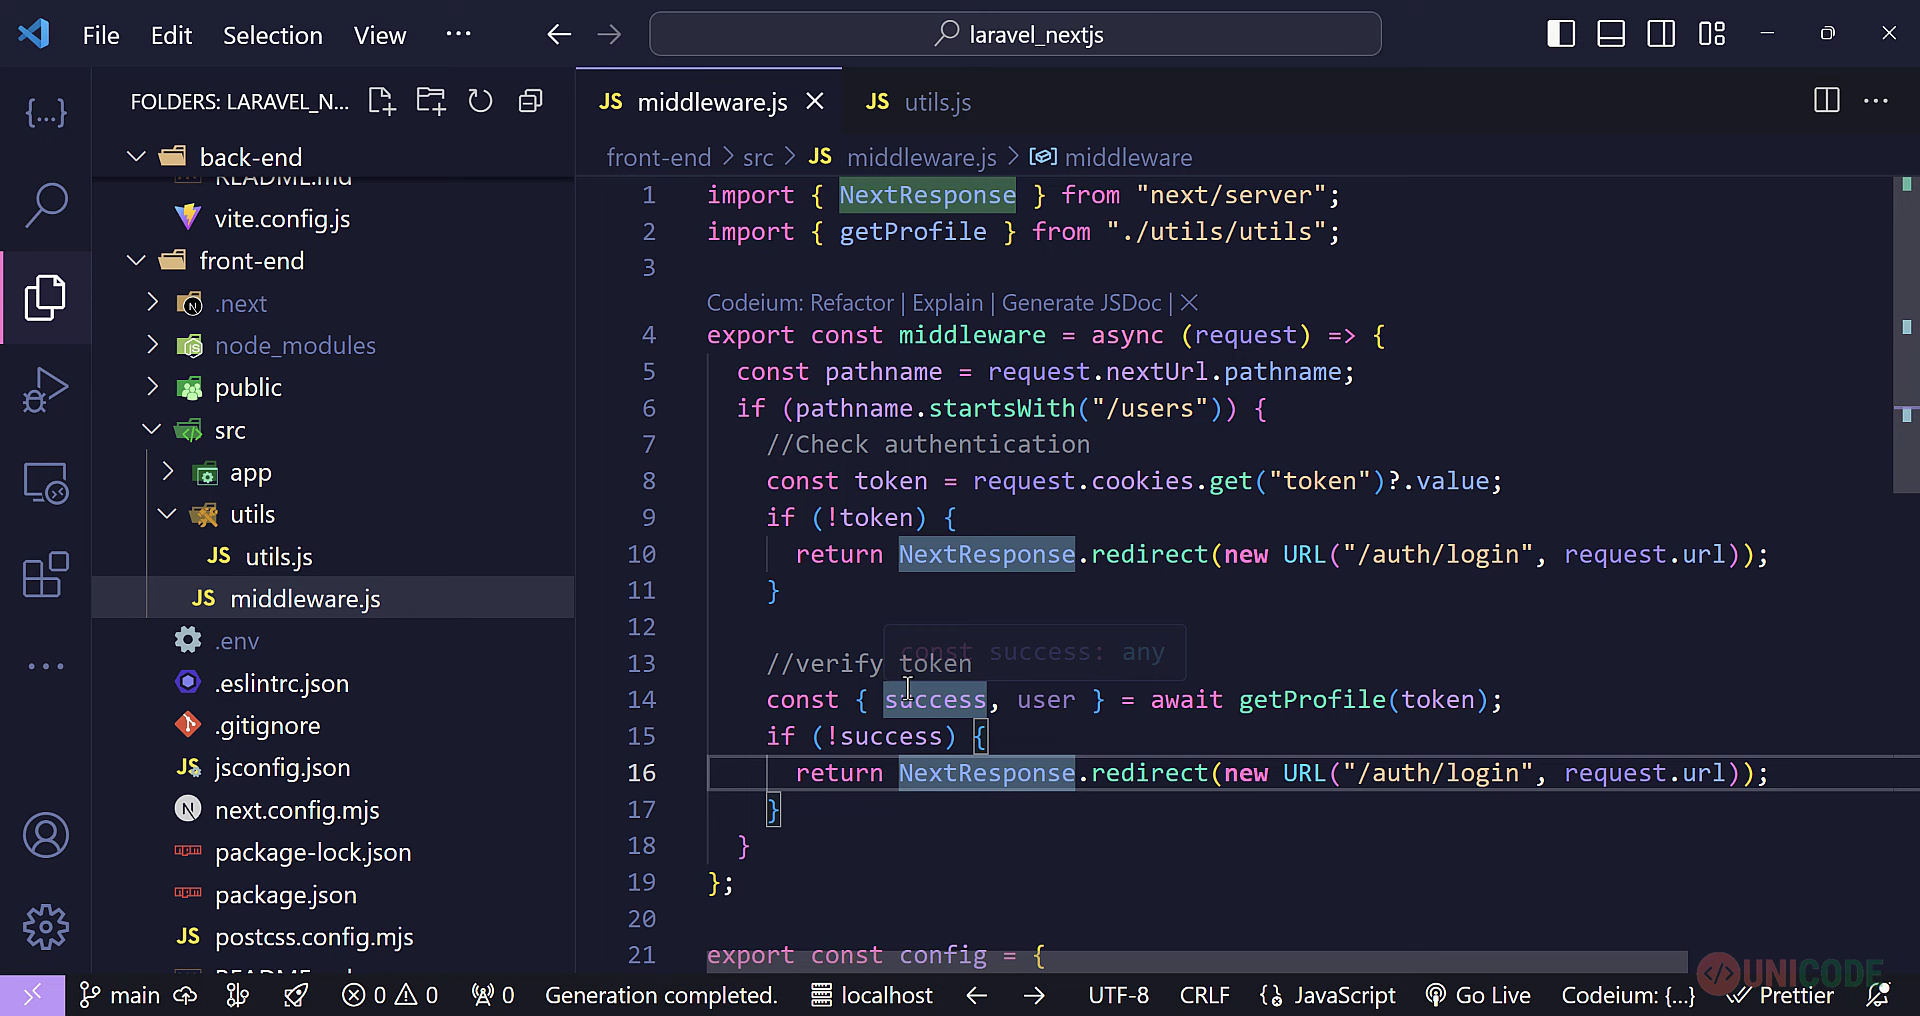 File Edit Selection View ...
laravel_nextjs
FOLDERS: LARAVEL_N...
back-end
README.md
vite.config.js
front-end
.next
node_modules
public
src
app
utils
JS utils.js
JS middleware.js
.env
.eslintrc.json
.gitignore
JS jsconfig.json
N next.config.mjs
package-lock.json
package.json
JS postcss.config.mjs
JS middleware.js
JS utils.js
front-end > src > JS middleware.js > middleware
1 import { NextResponse } from "next/server";
2 import { getProfile } from "./utils/utils";
3
Codeium: Refactor | Explain | Generate JSDoc | X
4 export const middleware = async (request) => {
5 const pathname = request.nextUrl.pathname;
6 if (pathname.startsWith("/users")) {
7 //Check authentication
8 const token = request.cookies.get("token")?.value;
9 if (!token) {
10 return NextResponse.redirect(new URL("/auth/login", request.url));
11 }
12
const success: any
13 //verify token
14 const { success, user } = await getProfile(token);
15 if (!success) {
16 return NextResponse.redirect(new URL("/auth/login", request.url));
17 }
18 }
19 };
20
21 export const config = {
main 0 0 0 Generation completed. localhost UTF-8 CRLF JavaScript Go Live Codeium: {...} Prettier
UNICODE